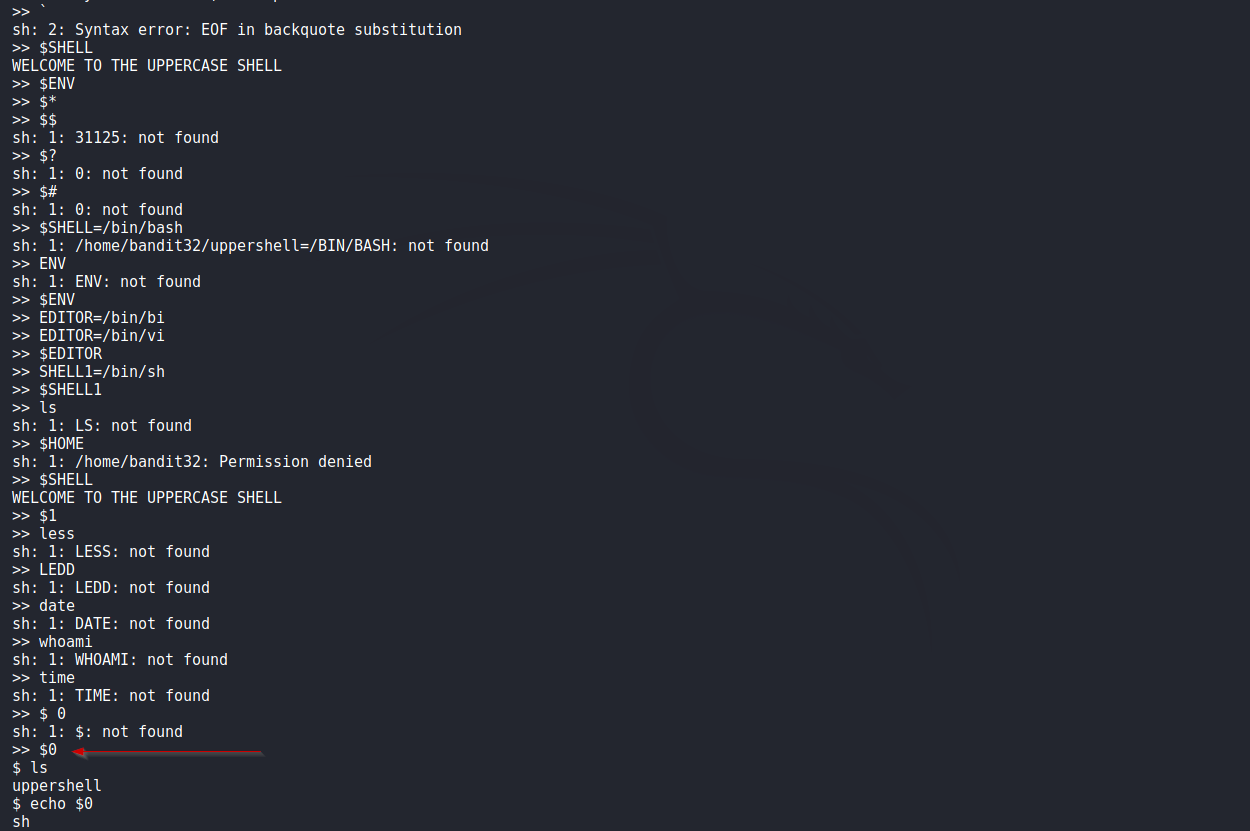 >> `
sh: 2: Syntax error: EOF in backquote substitution
>> $SHELL
WELCOME TO THE UPPERCASE SHELL
>> $ENV
>> $*
>> $$
sh: 1: 31125: not found
>> $?
sh: 1: 0: not found
>> $#
sh: 1: 0: not found
>> $SHELL=/bin/bash
sh: 1: /home/bandit32/uppershell=/BIN/BASH: not found
>> ENV
sh: 1: ENV: not found
>> $ENV
>> EDITOR=/bin/bi
>> EDITOR=/bin/vi
>> $EDITOR
>> SHELL1=/bin/sh
>> $SHELL1
>> ls
sh: 1: LS: not found
>> $HOME
sh: 1: /home/bandit32: Permission denied
>> $SHELL
WELCOME TO THE UPPERCASE SHELL
>> $1
>> less
sh: 1: LESS: not found
>> LEDD
sh: 1: LEDD: not found
>> date
sh: 1: DATE: not found
>> whoami
sh: 1: WHOAMI: not found
>> time
sh: 1: TIME: not found
>> $ 0
sh: 1: $: not found
>> $0
$ ls
uppershell
$ echo $0
sh